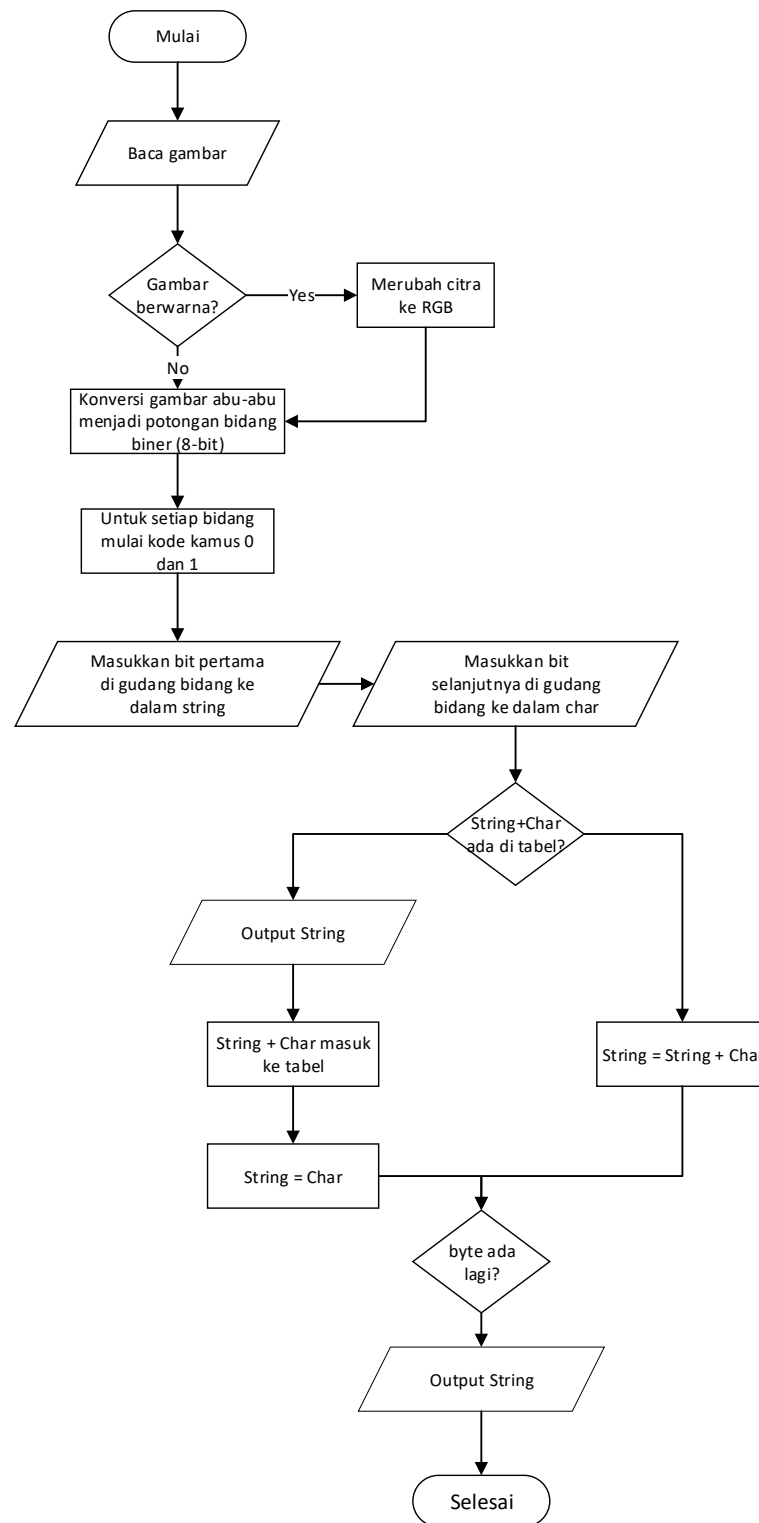 Mulai
Baca gambar
Gambar
berwarna?
Yes
Merubah citra
ke RGB
No
Konversi gambar abu-abu
menjadi potongan bidang
biner (8-bit)
Untuk setiap bidang
mulai kode kamus 0
dan 1
Masukkan bit pertama
di gudang bidang ke
dalam string
Masukkan bit
selanjutnya di gudang
bidang ke dalam char
String+Char
ada di tabel?
Output String
String + Char masuk
ke tabel
String = String + Char
String = Char
byte ada
lagi?
Output String
Selesai